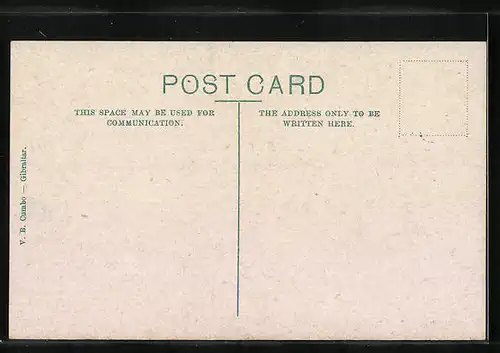 POST CARD
THIS SPACE MAY BE USED FOR
COMMUNICATION.
THE ADDRESS ONLY TO BE
WRITTEN HERE.
V. B. Cumbo — Gibraltar.